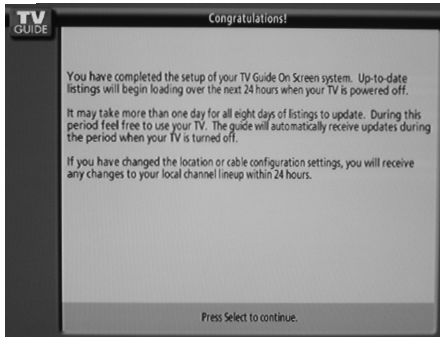 TV
GUIDE
Congratulations!
You have completed the setup of your TV Guide On Screen system. Up-to-date
listings will begin loading over the next 24 hours when your TV is powered off.
It may take more than one day for all eight days of listings to update. During this
period feel free to use your TV. The guide will automatically receive updates during
the period when your TV is turned off.
If you have changed the location or cable configuration settings, you will receive
any changes to your local channel lineup within 24 hours.
Press Select to continue.